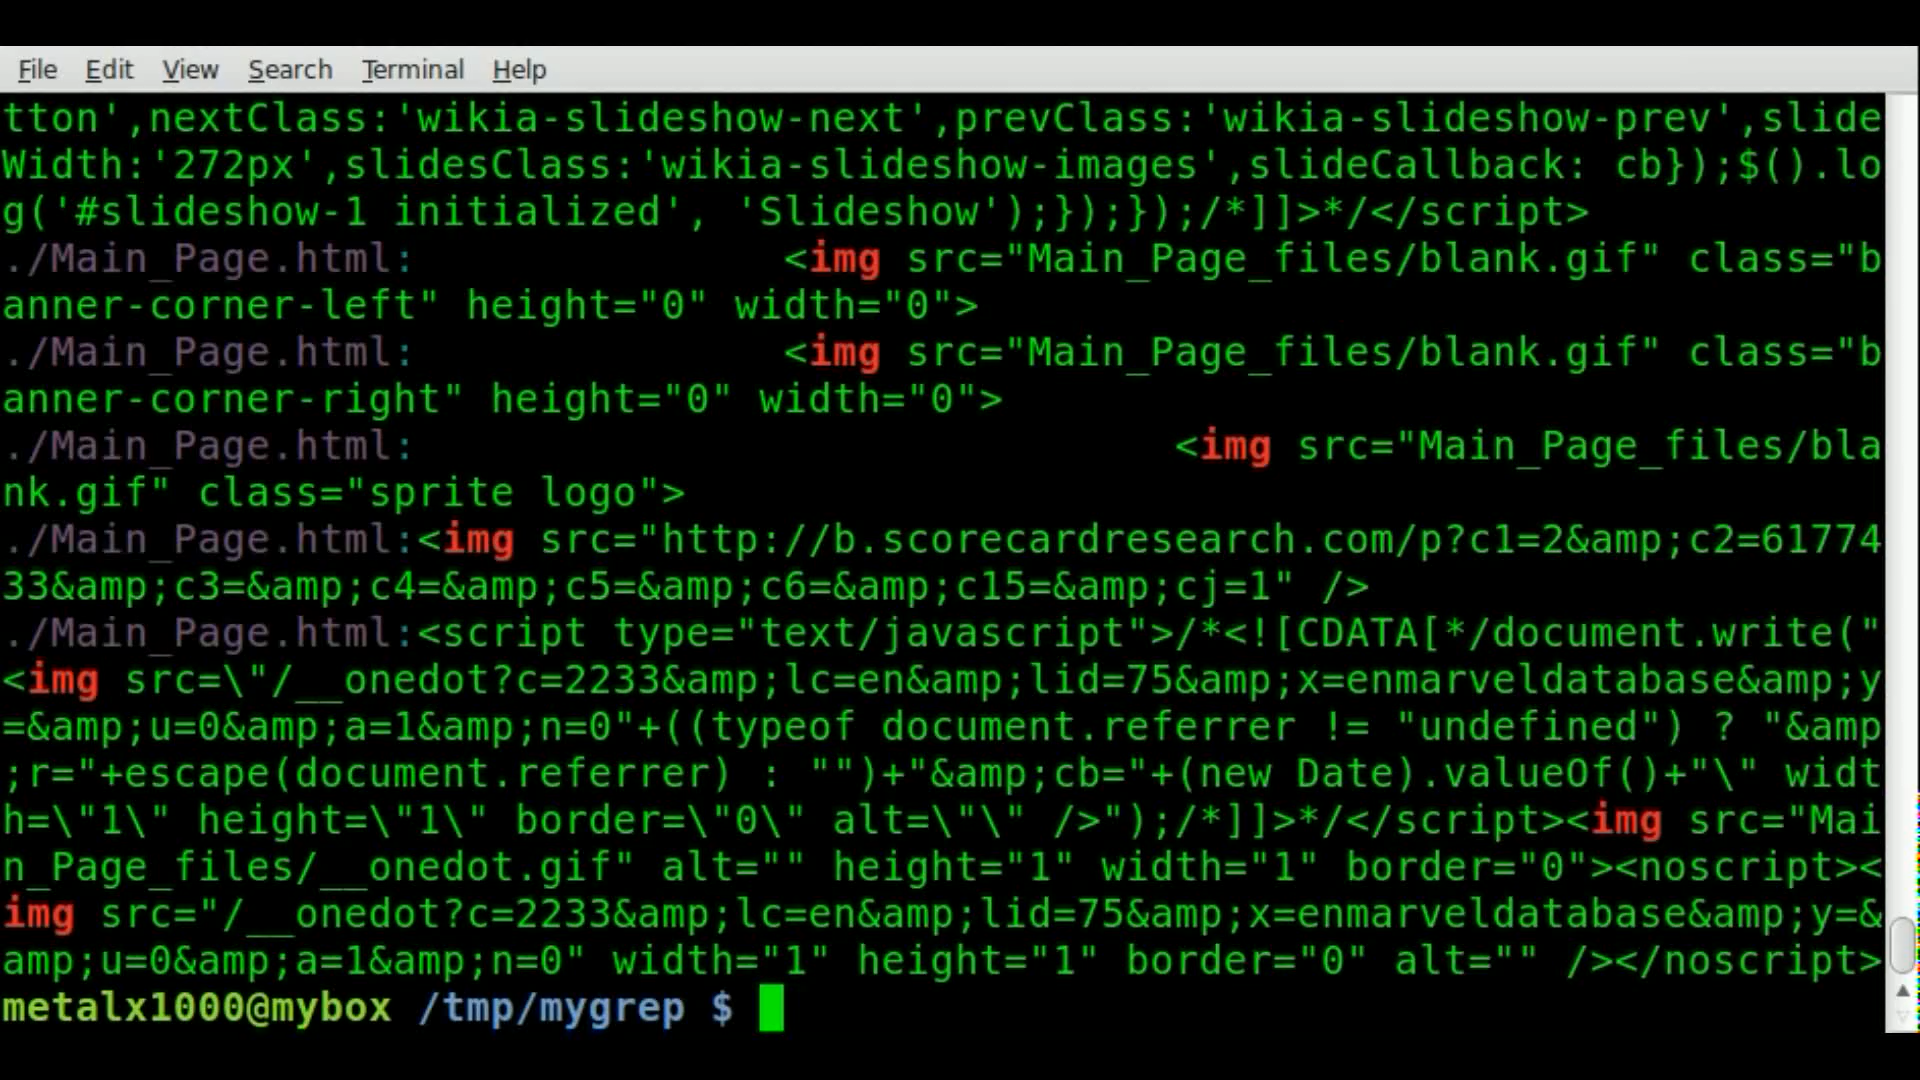 File Edit View Search Terminal Help
tton',nextClass:'wikia-slideshow-next',prevClass:'wikia-slideshow-prev',slide
Width:'272px',slidesClass:'wikia-slideshow-images',slideCallback: cb});$().lo
g('#slideshow-1 initialized', 'Slideshow');});});/*]]>*/</script>
./Main_Page.html:               <img src="Main_Page_files/blank.gif" class="b
anner-corner-left" height="0" width="0">
./Main_Page.html:               <img src="Main_Page_files/blank.gif" class="b
anner-corner-right" height="0" width="0">
./Main_Page.html:                               <img src="Main_Page_files/bla
nk.gif" class="sprite logo">
./Main_Page.html:<img src="http://b.scorecardresearch.com/p?c1=2&amp;c2=61774
33&amp;c3=&amp;c4=&amp;c5=&amp;c6=&amp;c15=&amp;cj=1" />
./Main_Page.html:<script type="text/javascript">/*<![CDATA[*/document.write("
<img src=\"/__onedot?c=2233&amp;lc=en&amp;lid=75&amp;x=enmarveldatabase&amp;y
=&amp;u=0&amp;a=1&amp;n=0"+((typeof document.referrer != "undefined") ? "&amp
;r="+escape(document.referrer) : "")+"&amp;cb="+(new Date).valueOf()+"\" widt
h=\"1\" height=\"1\" border=\"0\" alt=\"\" />");/*]]>*/</script><img src="Mai
n_Page_files/__onedot.gif" alt="" height="1" width="1" border="0"><noscript><
img src="/__onedot?c=2233&amp;lc=en&amp;lid=75&amp;x=enmarveldatabase&amp;y=&
amp;u=0&amp;a=1&amp;n=0" width="1" height="1" border="0" alt="" /></noscript>
metalx1000@mybox /tmp/mygrep $